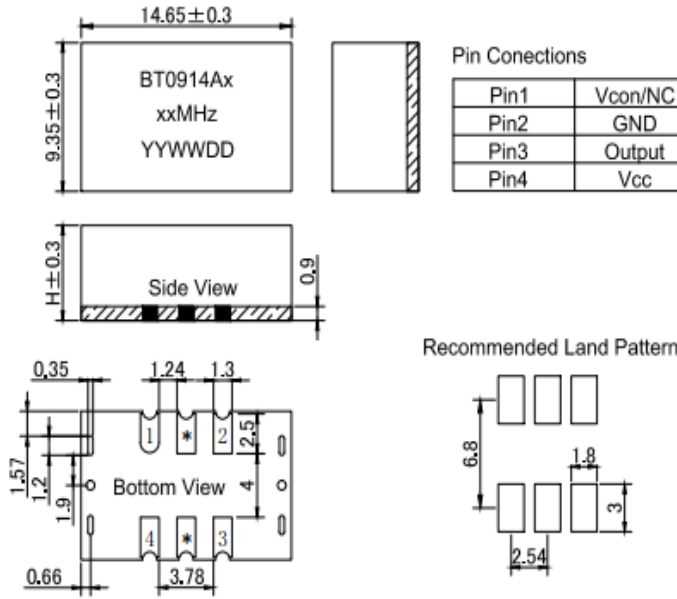 14.65±0.3
9.35±0.3
BT0914Ax
xxMHz
YYWWDD
Pin Conections
Pin1 Vcon/NC
Pin2 GND
Pin3 Output
Pin4 Vcc
H±0.3
Side View
0.9
Recommended Land Pattern
0.35
1.24
1.3
1 * 2
2.5
1.57
1.2
1.9
Bottom View
4
4 * 3
0.66
3.78
6.8
1.8
3
2.54